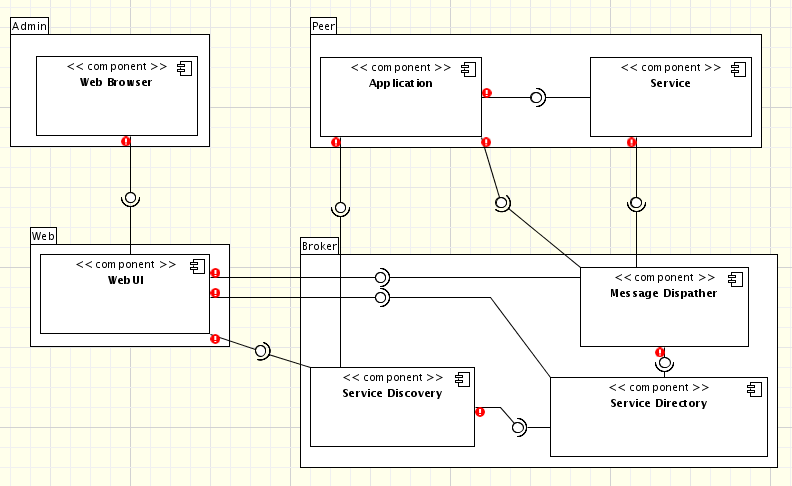 Admin
<< component >>
Web Browser
Peer
<< component >>
Application
<< component >>
Service
Web
<< component >>
WebUI
Broker
<< component >>
Message Dispather
<< component >>
Service Discovery
<< component >>
Service Directory